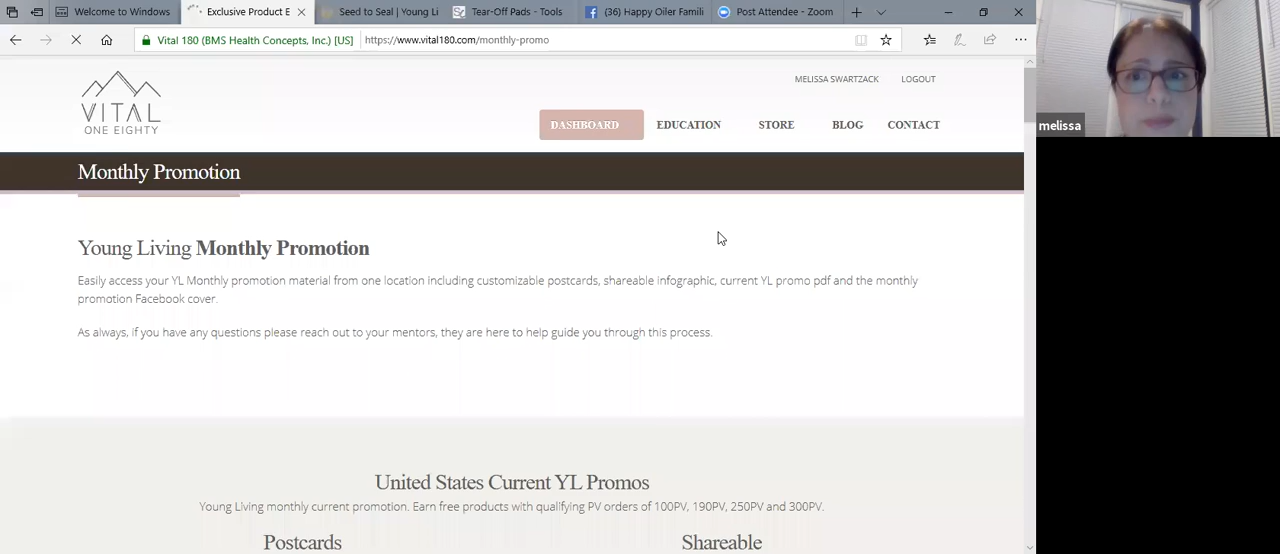 Welcome to Windows
Exclusive Product E
Seed to Seal | Young Li
Tear-Off Pads - Tools
(36) Happy Oiler Famili
Post Attendee - Zoom
Vital 180 (BMS Health Concepts, Inc.) [US]
https://www.vital180.com/monthly-promo
MELISSA SWARTZACK
LOGOUT
VITAL
ONE EIGHTY
DASHBOARD
EDUCATION
STORE
BLOG
CONTACT
melissa
Monthly Promotion
Young Living Monthly Promotion
Easily access your YL Monthly promotion material from one location including customizable postcards, shareable infographic, current YL promo pdf and the monthly
promotion Facebook cover.
As always, if you have any questions please reach out to your mentors, they are here to help guide you through this process.
United States Current YL Promos
Young Living monthly current promotion. Earn free products with qualifying PV orders of 100PV, 190PV, 250PV and 300PV.
Postcards
Shareable